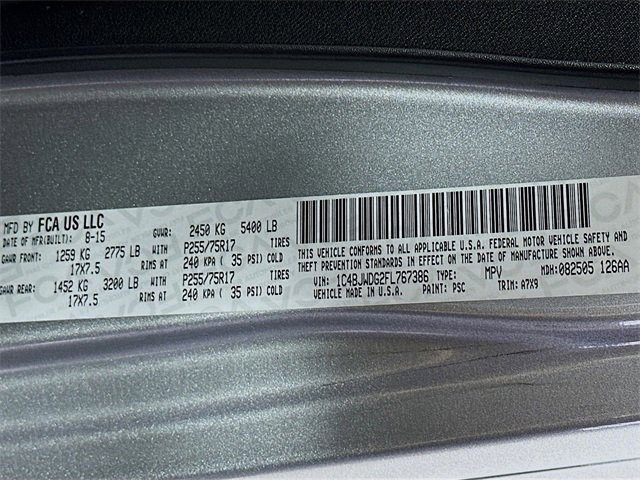 MFD BY FCA US LLC
DATE OF MFR(BUILT): 8-15 GVWR: 2450 KG 5400 LB
GAWR FRONT: 1259 KG 2775 LB WITH P255/75R17 TIRES
17X7.5 RIMS AT 240 KPA ( 35 PSI) COLD
GAWR REAR: 1452 KG 3200 LB WITH P255/75R17 TIRES
17X7.5 RIMS AT 240 KPA ( 35 PSI) COLD
THIS VEHICLE CONFORMS TO ALL APPLICABLE U.S.A. FEDERAL MOTOR VEHICLE SAFETY AND
THEFT PREVENTION STANDARDS IN EFFECT ON THE DATE OF MANUFACTURE SHOWN ABOVE.
VIN: 1C4BJWDG2FL767386 TYPE: MPV MDH:082505 126AA
VEHICLE MADE IN U.S.A. PAINT: PSC TRIM: A7X9